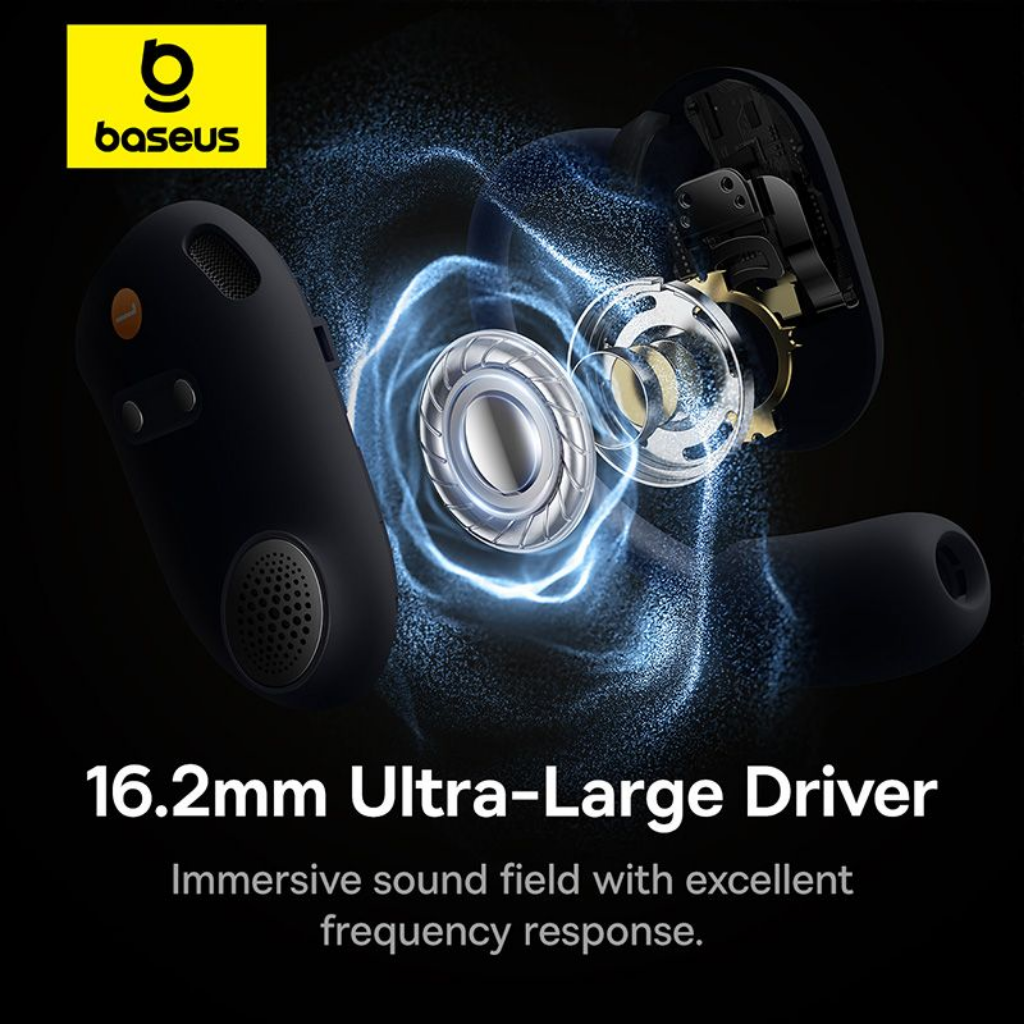 baseus
L
16.2mm Ultra-Large Driver
Immersive sound field with excellent
frequency response.